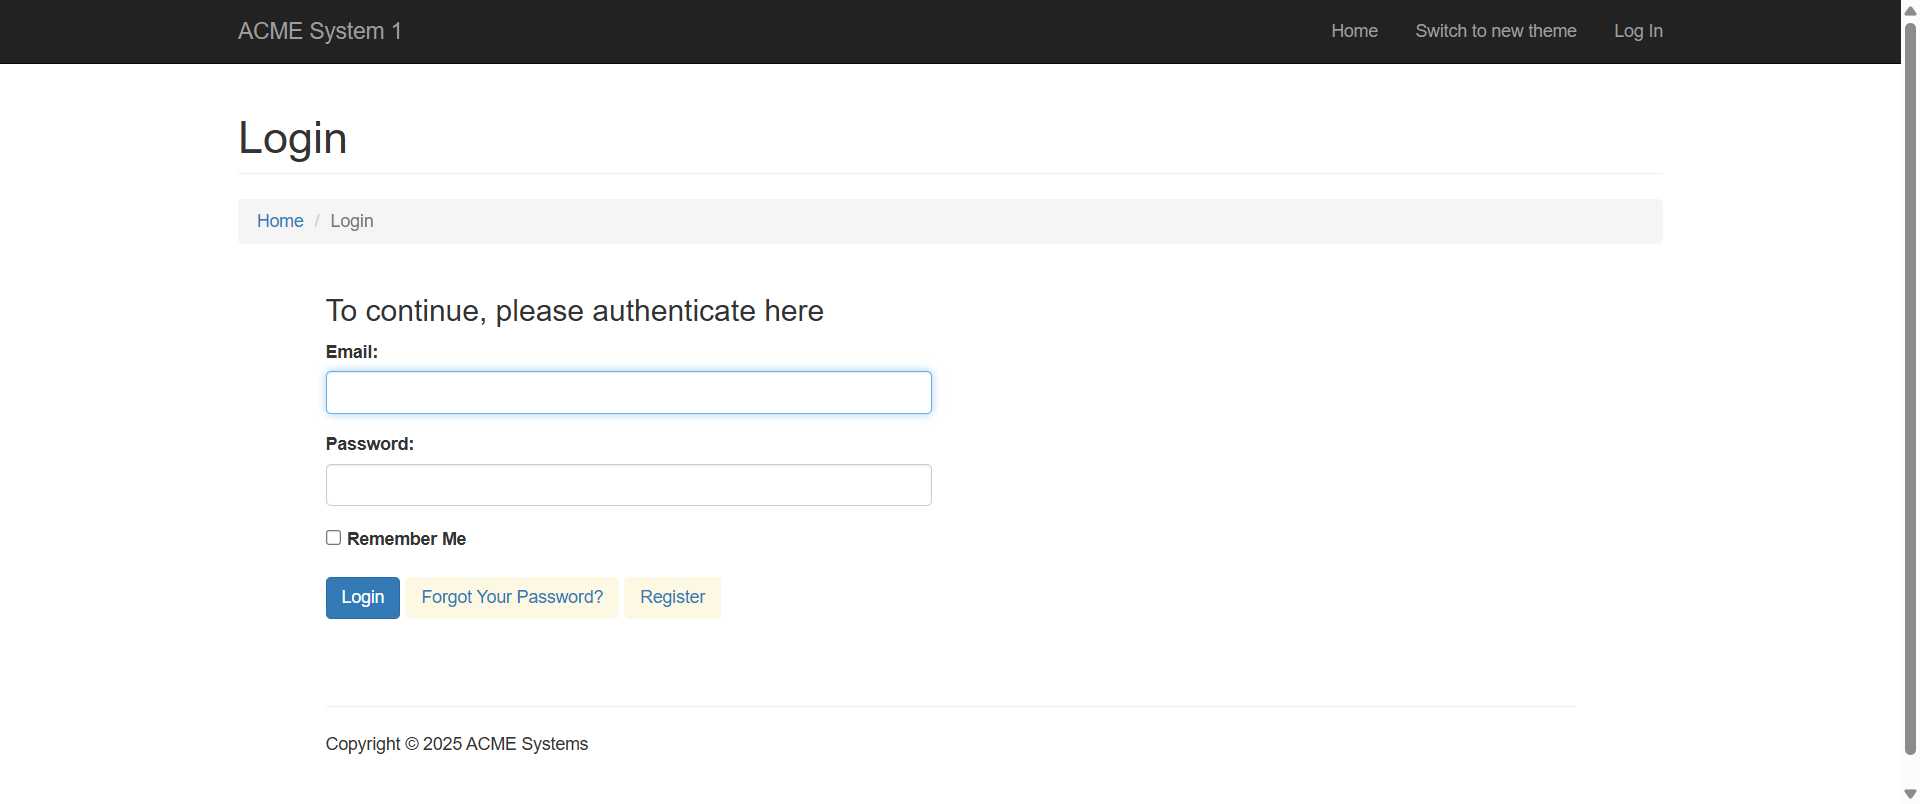 ACME System 1
Home
Switch to new theme
Log In
Login
Home / Login
To continue, please authenticate here
Email:
Password:
Remember Me
Login
Forgot Your Password?
Register
Copyright © 2025 ACME Systems